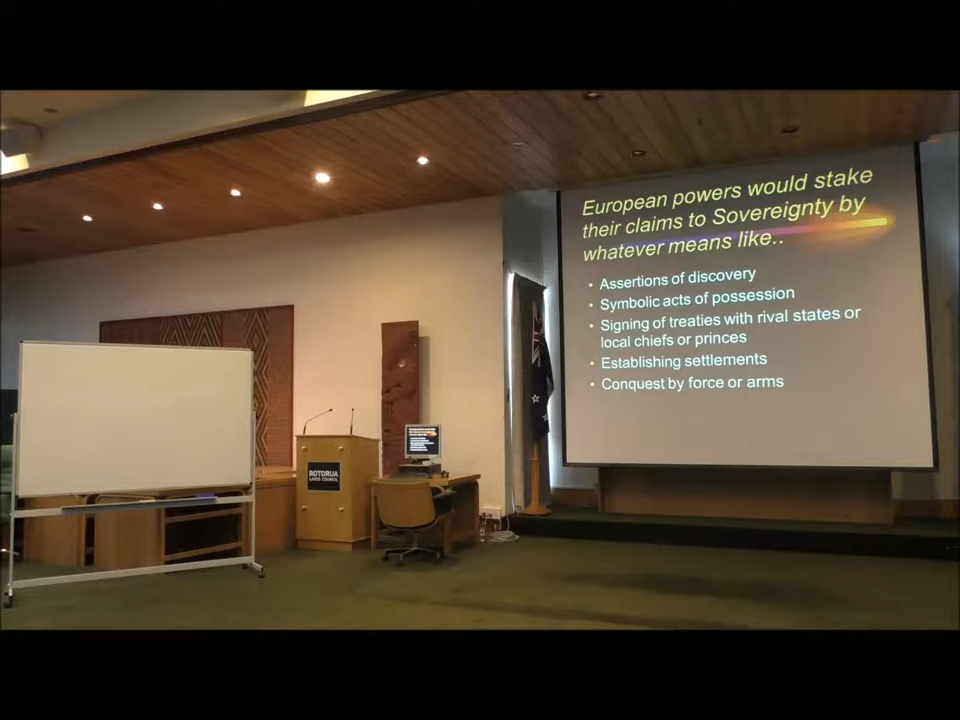 European powers would stake
their claims to Sovereignty by
whatever means like..
• Assertions of discovery
• Symbolic acts of possession
• Signing of treaties with rival states or
local chiefs or princes
• Establishing settlements
• Conquest by force or arms
ROTORUA
LAKES COUNCIL